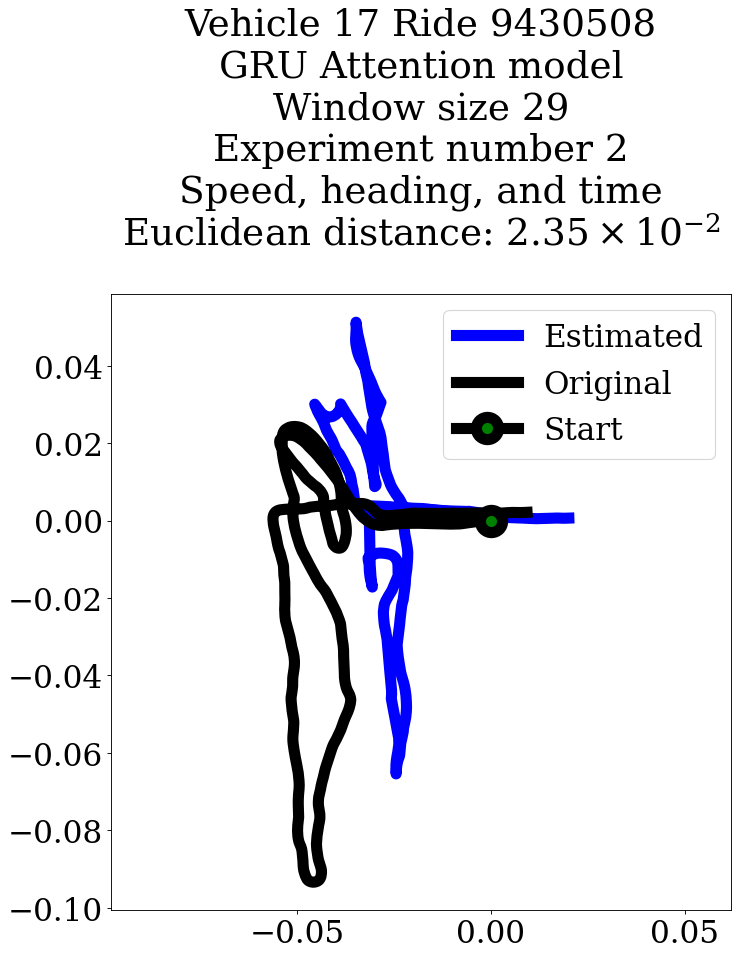 Vehicle 17 Ride 9430508
GRU Attention model
Window size 29
Experiment number 2
Speed, heading, and time
Euclidean distance: 2.35 × 10⁻²
Estimated
Original
Start
0.04
0.02
0.00
−0.02
−0.04
−0.06
−0.08
−0.10
−0.05 0.00 0.05